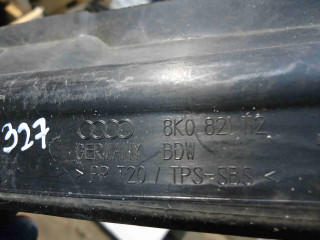 327
8K0 821 112
GERMANY BDW
>PP T20 / TPS-SBS<